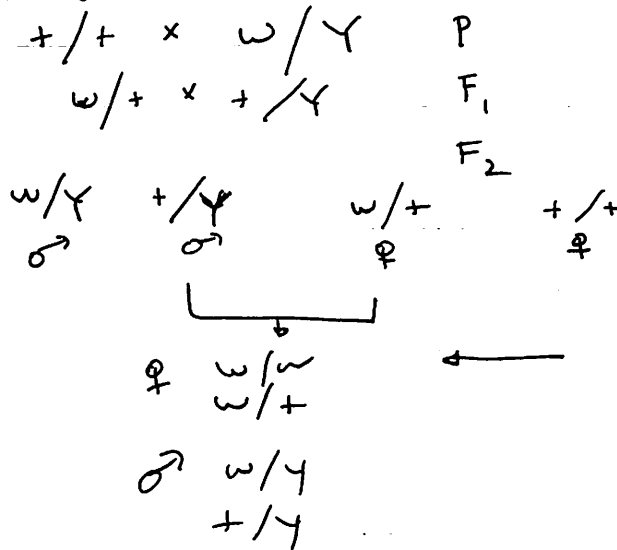 +/+ × w/Y P
w/+ × +/Y F1
F2
w/Y +/Y w/+ +/+
♂ ♂ ♀ ♀
♀ w/w
w/+
♂ w/Y
+/Y